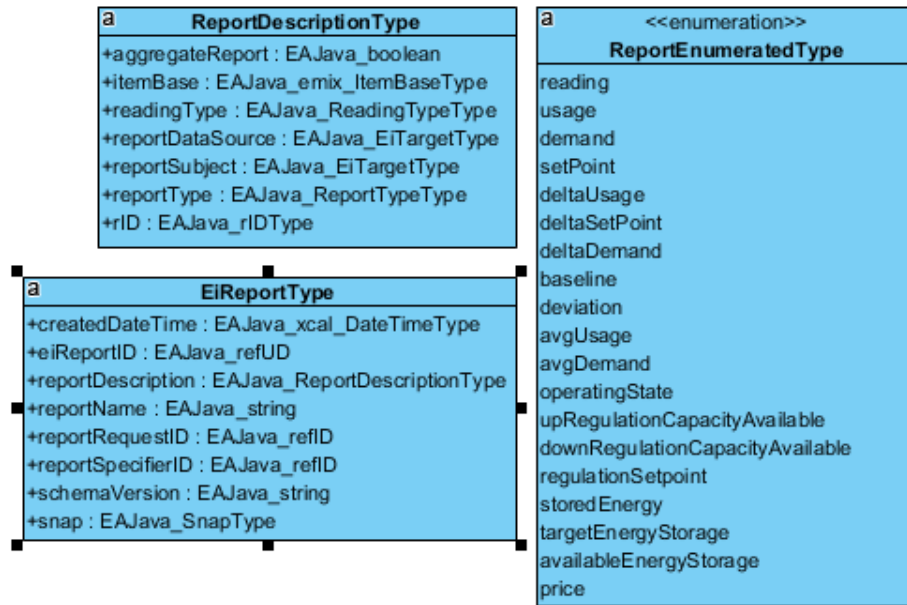 a
ReportDescriptionType
+aggregateReport : EAJava_boolean
+itemBase : EAJava_emix_ItemBaseType
+readingType : EAJava_ReadingTypeType
+reportDataSource : EAJava_EiTargetType
+reportSubject : EAJava_EiTargetType
+reportType : EAJava_ReportTypeType
+rID : EAJava_rIDType
a
EiReportType
+createdDateTime : EAJava_xcal_DateTimeType
+eiReportID : EAJava_refUD
+reportDescription : EAJava_ReportDescriptionType
+reportName : EAJava_string
+reportRequestID : EAJava_refID
+reportSpecifierID : EAJava_refID
+schemaVersion : EAJava_string
+snap : EAJava_SnapType
a
<<enumeration>>
ReportEnumeratedType
reading
usage
demand
setPoint
deltaUsage
deltaSetPoint
deltaDemand
baseline
deviation
avgUsage
avgDemand
operatingState
upRegulationCapacityAvailable
downRegulationCapacityAvailable
regulationSetpoint
storedEnergy
targetEnergyStorage
availableEnergyStorage
price